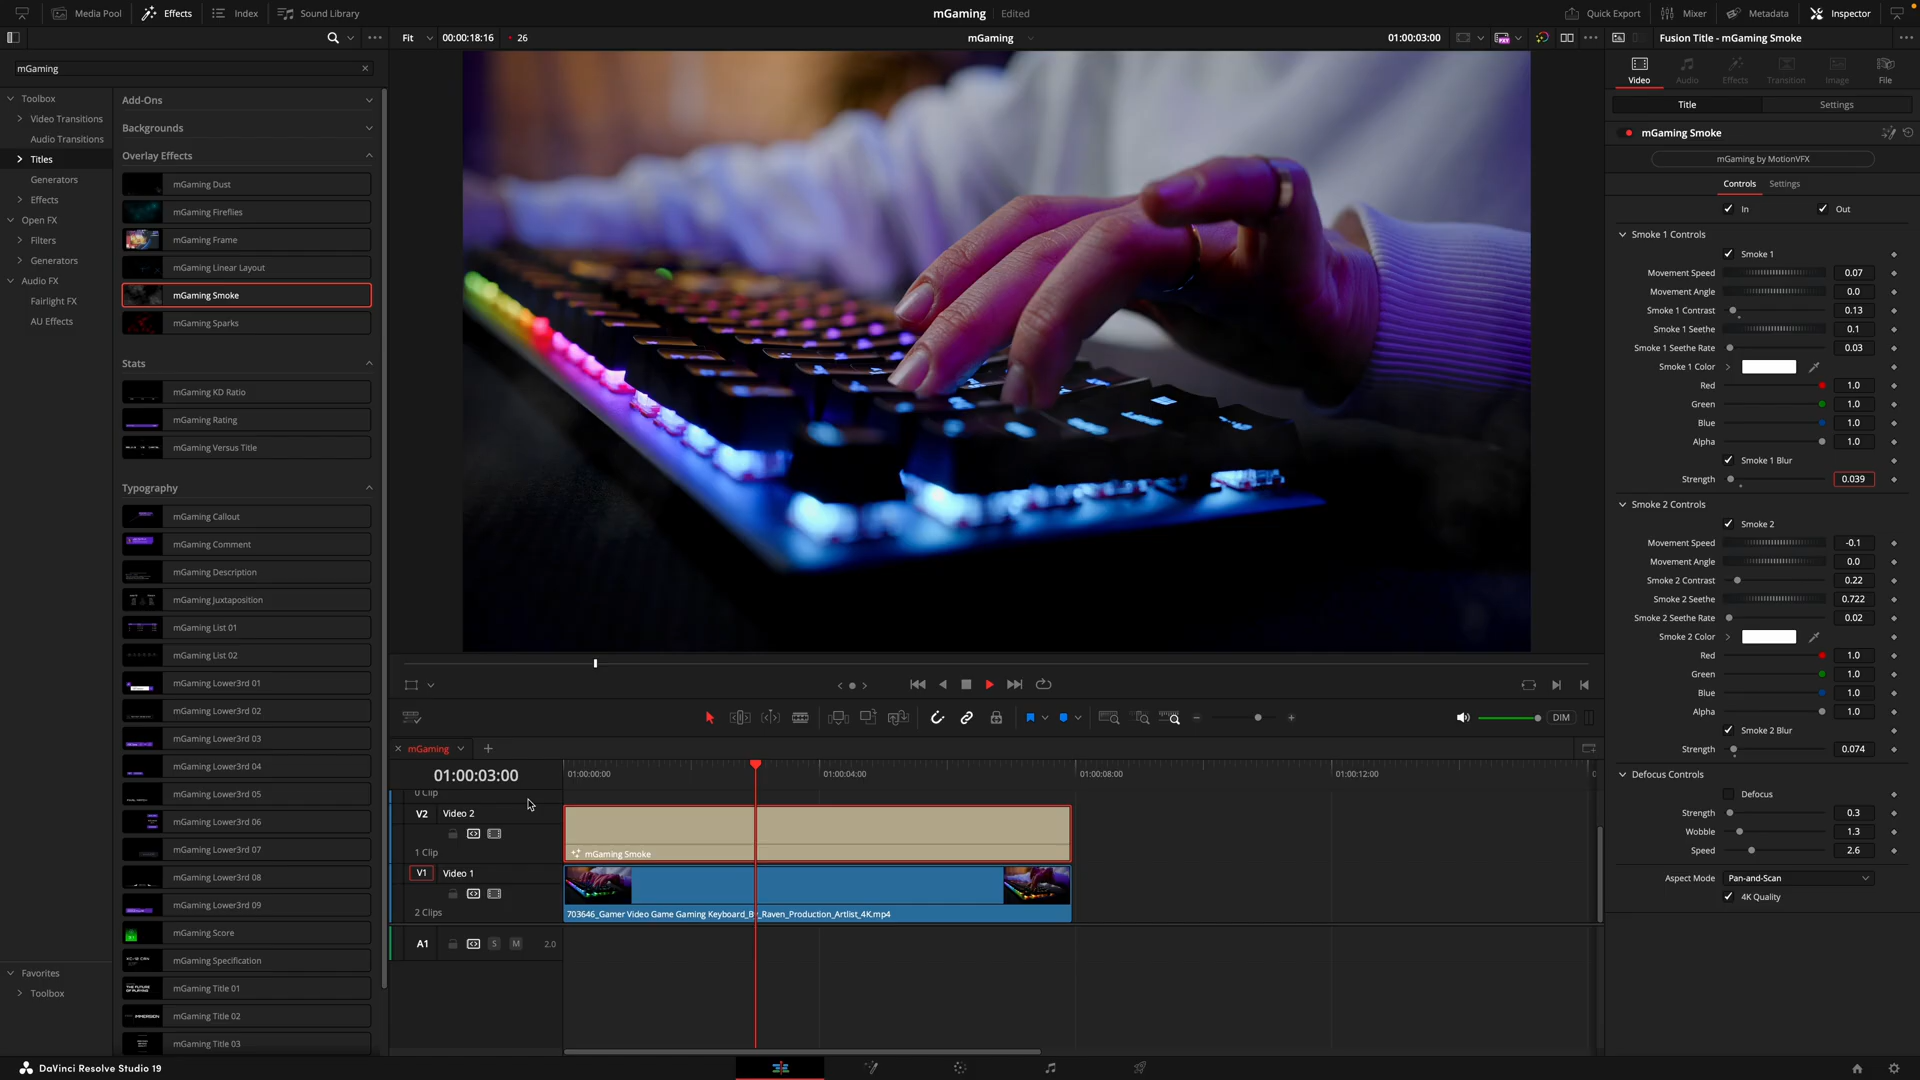 Media Pool
Effects
Index
Sound Library
mGaming
Edited
Quick Export
Mixer
Metadata
Inspector
Fit
00:00:18:16
26
mGaming
01:00:03:00
Fusion Title - mGaming Smoke
mGaming
Toolbox
Video Transitions
Audio Transitions
Titles
Generators
Effects
Open FX
Filters
Generators
Audio FX
Fairlight FX
AU Effects
Favorites
Toolbox
Add-Ons
Backgrounds
Overlay Effects
mGaming Dust
mGaming Fireflies
mGaming Frame
mGaming Linear Layout
mGaming Smoke
mGaming Sparks
Stats
mGaming KD Ratio
mGaming Rating
mGaming Versus Title
Typography
mGaming Callout
mGaming Comment
mGaming Description
mGaming Juxtaposition
mGaming List 01
mGaming List 02
mGaming Lower3rd 01
mGaming Lower3rd 02
mGaming Lower3rd 03
mGaming Lower3rd 04
mGaming Lower3rd 05
mGaming Lower3rd 06
mGaming Lower3rd 07
mGaming Lower3rd 08
mGaming Lower3rd 09
mGaming Score
mGaming Specification
mGaming Title 01
mGaming Title 02
mGaming Title 03
DIM
mGaming
01:00:03:00
01:00:00:00
01:00:04:00
01:00:08:00
01:00:12:00
0 Clip
V2 Video 2
1 Clip
mGaming Smoke
V1 Video 1
2 Clips
703646_Gamer Video Game Gaming Keyboard_By_Raven_Production_Artlist_4K.mp4
A1 S M 2.0
Video
Audio
Effects
Transition
Image
File
Title
Settings
mGaming Smoke
mGaming by MotionVFX
Controls
Settings
In
Out
Smoke 1 Controls
Smoke 1
Movement Speed 0.07
Movement Angle 0.0
Smoke 1 Contrast 0.13
Smoke 1 Seethe 0.1
Smoke 1 Seethe Rate 0.03
Smoke 1 Color
Red 1.0
Green 1.0
Blue 1.0
Alpha 1.0
Smoke 1 Blur
Strength 0.039
Smoke 2 Controls
Smoke 2
Movement Speed -0.1
Movement Angle 0.0
Smoke 2 Contrast 0.22
Smoke 2 Seethe 0.722
Smoke 2 Seethe Rate 0.02
Smoke 2 Color
Red 1.0
Green 1.0
Blue 1.0
Alpha 1.0
Smoke 2 Blur
Strength 0.074
Defocus Controls
Defocus
Strength 0.3
Wobble 1.3
Speed 2.6
Aspect Mode Pan-and-Scan
4K Quality
DaVinci Resolve Studio 19